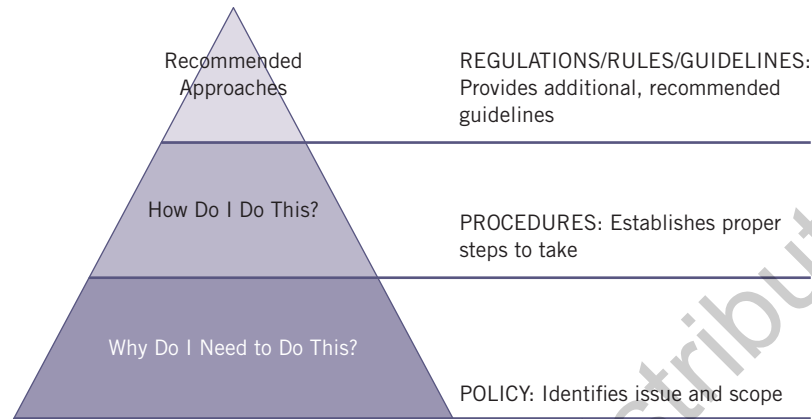 Recommended
Approaches
REGULATIONS/RULES/GUIDELINES:
Provides additional, recommended
guidelines
How Do I Do This?
PROCEDURES: Establishes proper
steps to take
Why Do I Need to Do This?
POLICY: Identifies issue and scope